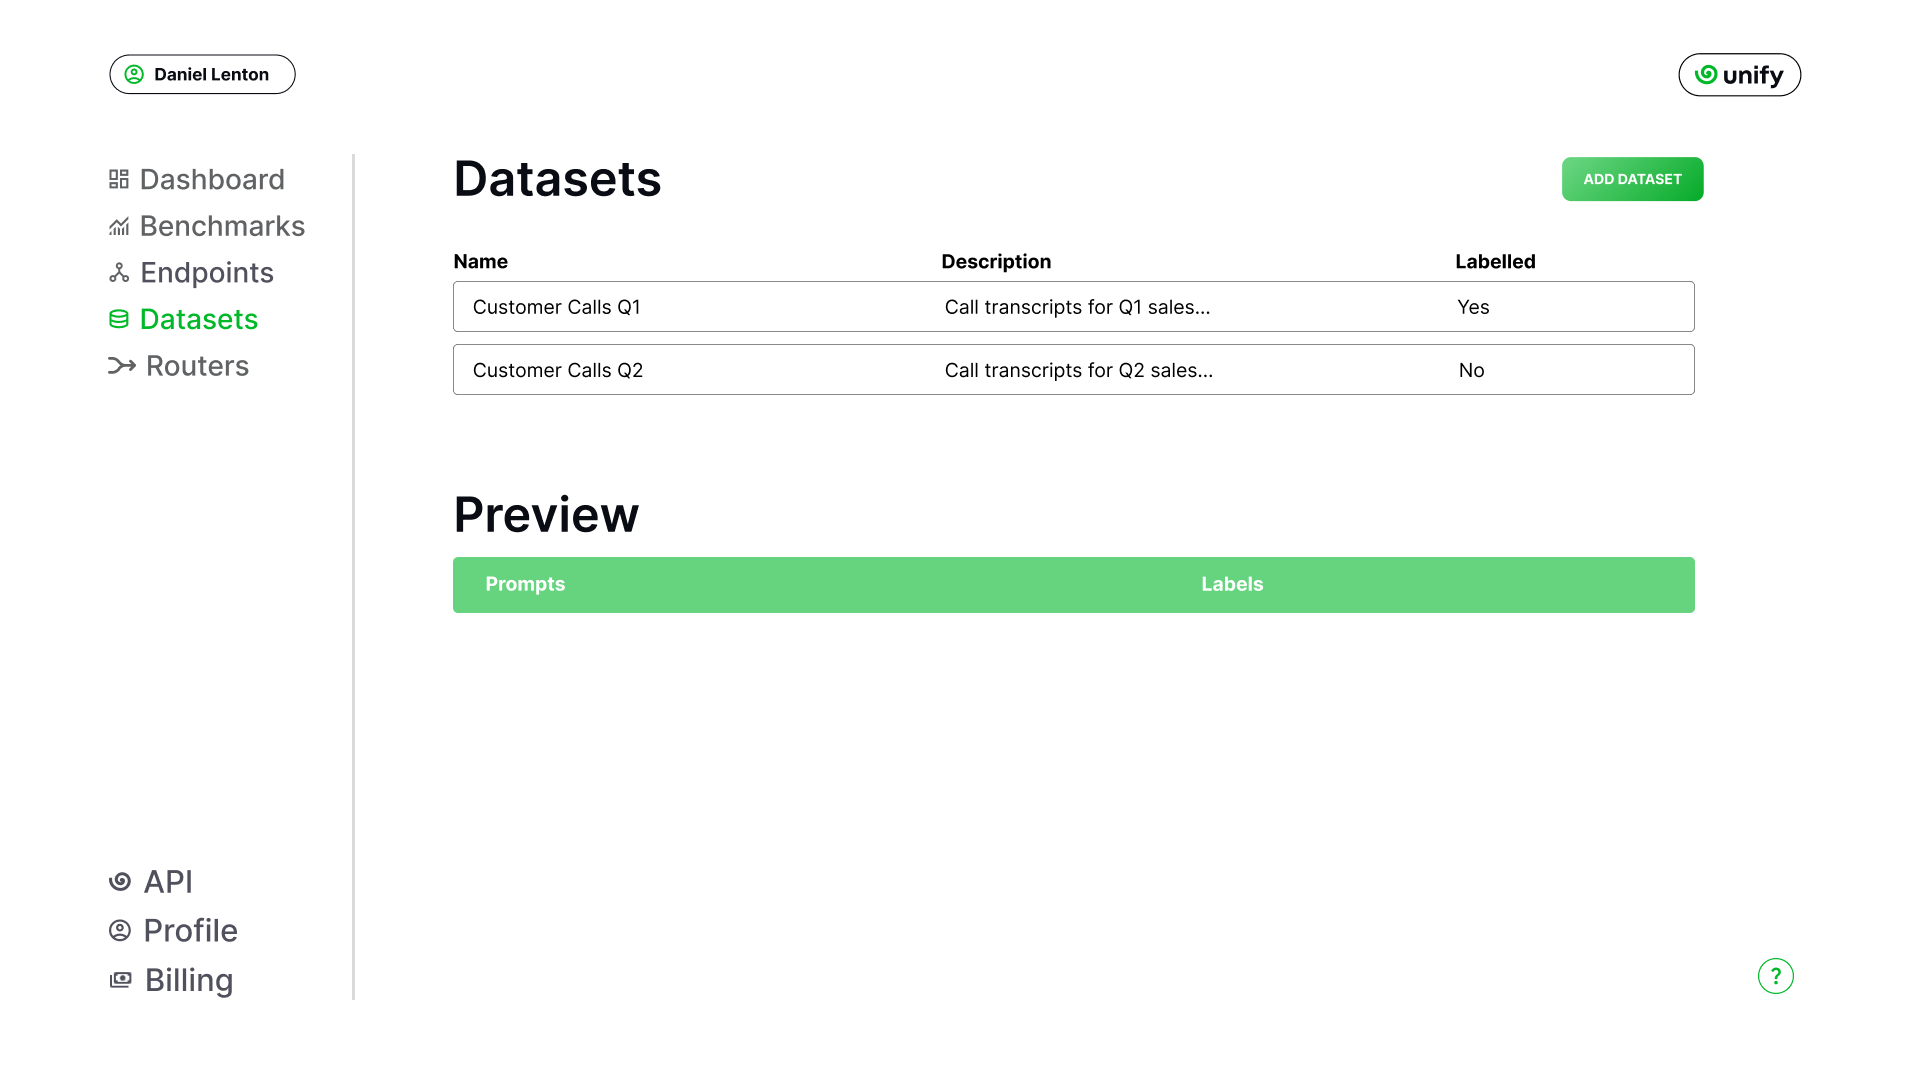 Daniel Lenton
unify
Dashboard
Benchmarks
Endpoints
Datasets
Routers
API
Profile
Billing
Datasets
ADD DATASET
Name Description Labelled
Customer Calls Q1 Call transcripts for Q1 sales... Yes
Customer Calls Q2 Call transcripts for Q2 sales... No
Preview
Prompts Labels
?